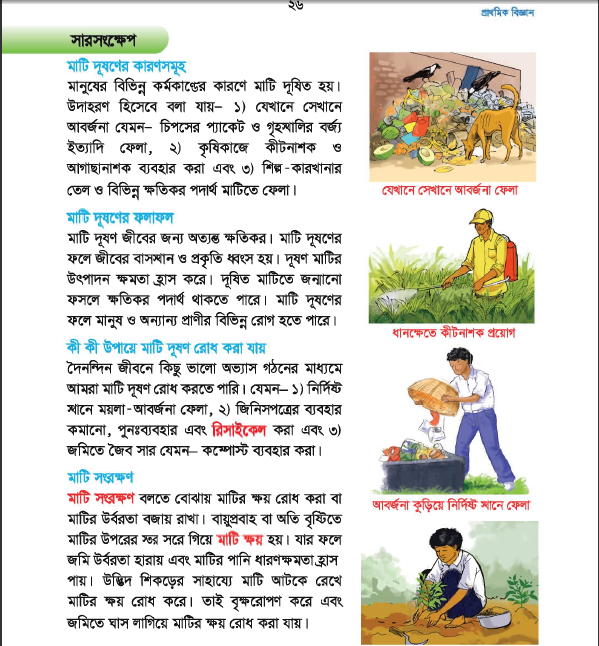 ২৬
প্রাথমিক বিজ্ঞান
সারসংক্ষেপ
মাটি দূষণের কারণসমূহ
মানুষের বিভিন্ন কর্মকাণ্ডের কারণে মাটি দূষিত হয়।
উদাহরণ হিসেবে বলা যায়– ১) যেখানে সেখানে
আবর্জনা যেমন– চিপসের প্যাকেট ও গৃহস্থালির বর্জ্য
ইত্যাদি ফেলা, ২) কৃষিকাজে কীটনাশক ও
আগাছানাশক ব্যবহার করা এবং ৩) শিল্প-কারখানার
তেল ও বিভিন্ন ক্ষতিকর পদার্থ মাটিতে ফেলা।
যেখানে সেখানে আবর্জনা ফেলা
মাটি দূষণের ফলাফল
মাটি দূষণ জীবের জন্য অত্যন্ত ক্ষতিকর। মাটি দূষণের
ফলে জীবের বাসস্থান ও প্রকৃতি ধ্বংস হয়। দূষণ মাটির
উৎপাদন ক্ষমতা হ্রাস করে। দূষিত মাটিতে জন্মানো
ফসলে ক্ষতিকর পদার্থ থাকতে পারে। মাটি দূষণের
ফলে মানুষ ও অন্যান্য প্রাণীর বিভিন্ন রোগ হতে পারে।
ধানক্ষেতে কীটনাশক প্রয়োগ
কী কী উপায়ে মাটি দূষণ রোধ করা যায়
দৈনন্দিন জীবনে কিছু ভালো অভ্যাস গঠনের মাধ্যমে
আমরা মাটি দূষণ রোধ করতে পারি। যেমন– ১) নির্দিষ্ট
স্থানে ময়লা-আবর্জনা ফেলা, ২) জিনিসপত্রের ব্যবহার
কমানো, পুনঃব্যবহার এবং রিসাইকেল করা এবং ৩)
জমিতে জৈব সার যেমন– কম্পোস্ট ব্যবহার করা।
আবর্জনা কুড়িয়ে নির্দিষ্ট স্থানে ফেলা
মাটি সংরক্ষণ
মাটি সংরক্ষণ বলতে বোঝায় মাটির ক্ষয় রোধ করা বা
মাটির উর্বরতা বজায় রাখা। বায়ুপ্রবাহ বা অতি বৃষ্টিতে
মাটির উপরের স্তর সরে গিয়ে মাটি ক্ষয় হয়। যার ফলে
জমি উর্বরতা হারায় এবং মাটির পানি ধারণক্ষমতা হ্রাস
পায়। উদ্ভিদ শিকড়ের সাহায্যে মাটি আটকে রেখে
মাটির ক্ষয় রোধ করে। তাই বৃক্ষরোপণ করে এবং
জমিতে ঘাস লাগিয়ে মাটির ক্ষয় রোধ করা যায়।